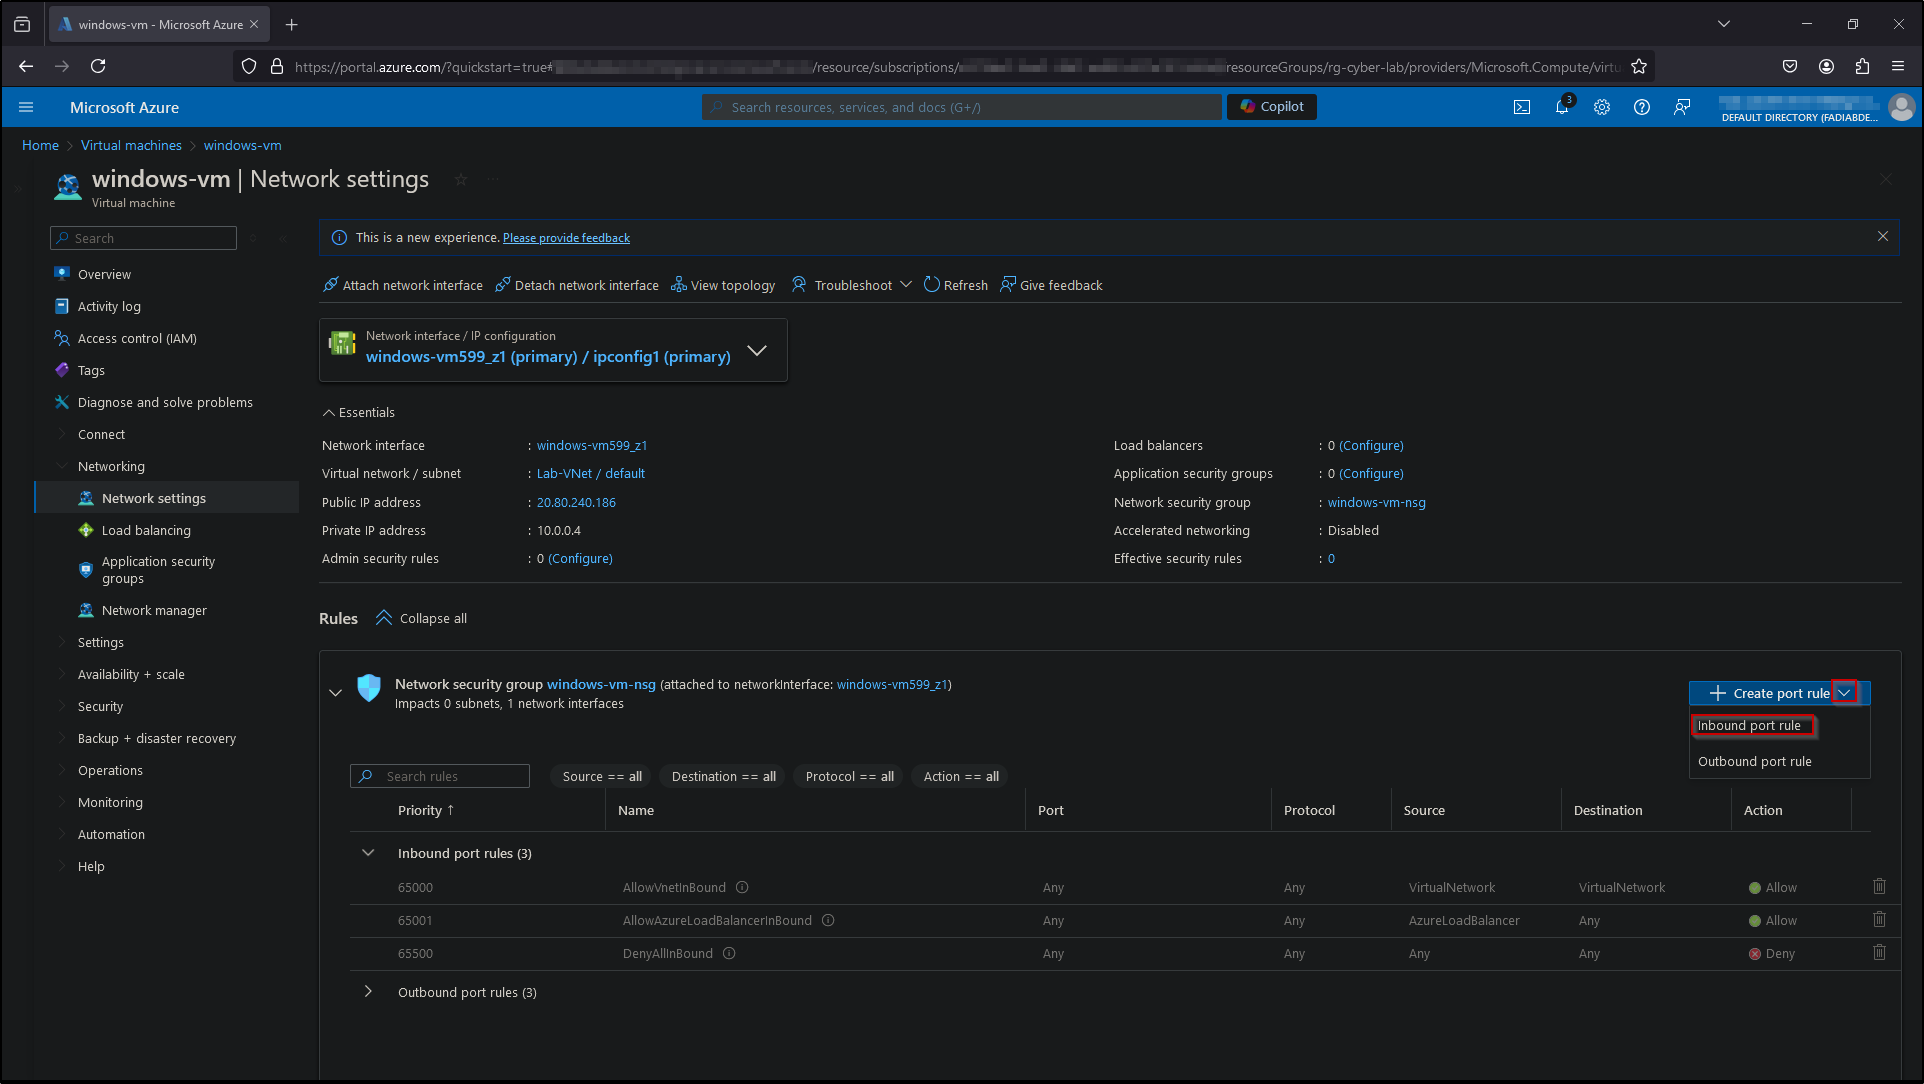 windows-vm - Microsoft Azure
https://portal.azure.com/?quickstart=true# /resource/subscriptions/ resourceGroups/rg-cyber-lab/providers/Microsoft.Compute/virtu
Microsoft Azure
Search resources, services, and docs (G+/)
Copilot
3
DEFAULT DIRECTORY (FADIABDE...
Home > Virtual machines > windows-vm
windows-vm | Network settings
Virtual machine
Search
This is a new experience. Please provide feedback
Overview
Activity log
Access control (IAM)
Tags
Diagnose and solve problems
Connect
Networking
Network settings
Load balancing
Application security
groups
Network manager
Settings
Availability + scale
Security
Backup + disaster recovery
Operations
Monitoring
Automation
Help
Attach network interface Detach network interface View topology Troubleshoot Refresh Give feedback
Network interface / IP configuration
windows-vm599_z1 (primary) / ipconfig1 (primary)
Essentials
Network interface : windows-vm599_z1
Virtual network / subnet : Lab-VNet / default
Public IP address : 20.80.240.186
Private IP address : 10.0.0.4
Admin security rules : 0 (Configure)
Load balancers : 0 (Configure)
Application security groups : 0 (Configure)
Network security group : windows-vm-nsg
Accelerated networking : Disabled
Effective security rules : 0
Rules Collapse all
Network security group windows-vm-nsg (attached to networkInterface: windows-vm599_z1)
Impacts 0 subnets, 1 network interfaces
Create port rule
Inbound port rule
Outbound port rule
Search rules Source == all Destination == all Protocol == all Action == all
Priority ↑ Name Port Protocol Source Destination Action
Inbound port rules (3)
65000 AllowVnetInBound Any Any VirtualNetwork VirtualNetwork Allow
65001 AllowAzureLoadBalancerInBound Any Any AzureLoadBalancer Any Allow
65500 DenyAllInBound Any Any Any Any Deny
Outbound port rules (3)